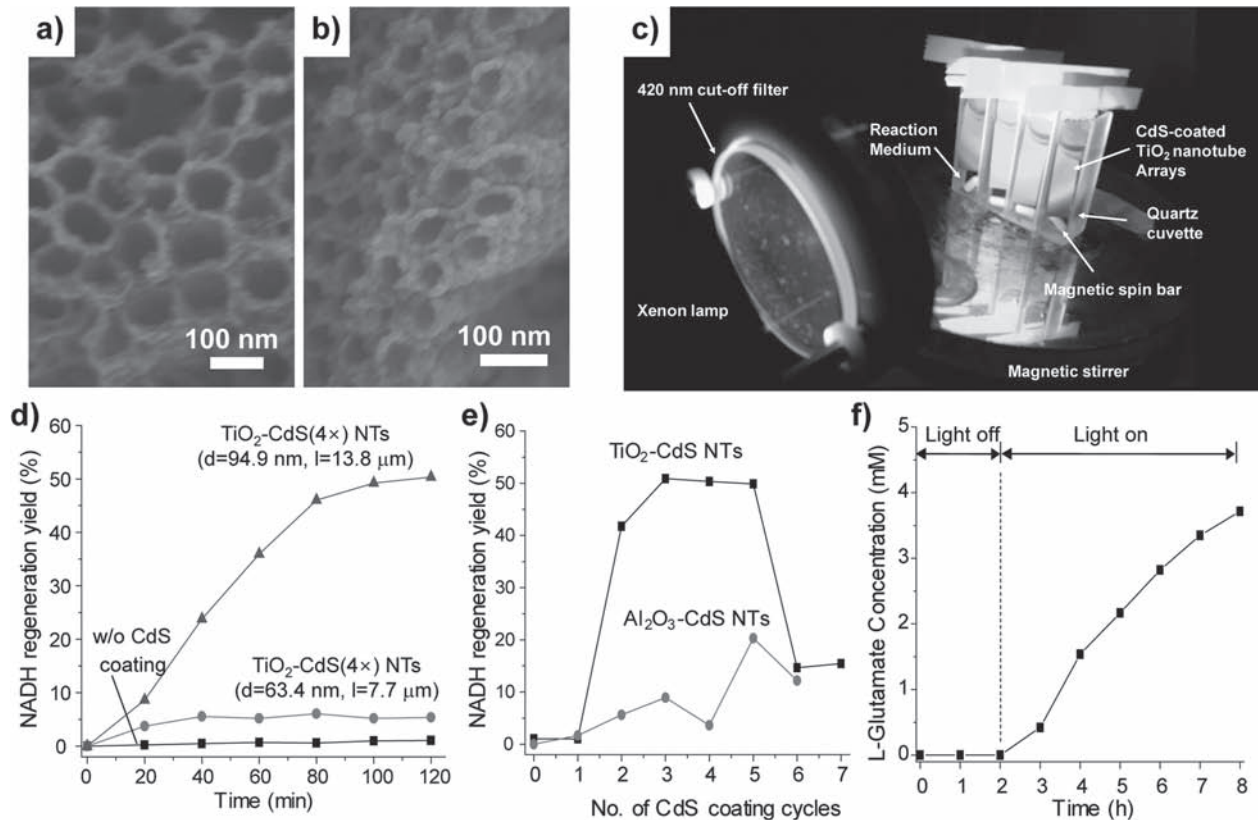 a)
100 nm
b)
100 nm
c)
420 nm cut-off filter
Reaction
Medium
CdS-coated
TiO₂ nanotube
Arrays
Quartz
cuvette
Magnetic spin bar
Xenon lamp
Magnetic stirrer
d)
NADH regeneration yield (%)
60
50
40
30
20
10
0
TiO₂-CdS(4×) NTs
(d=94.9 nm, l=13.8 μm)
w/o CdS
coating
TiO₂-CdS(4×) NTs
(d=63.4 nm, l=7.7 μm)
0 20 40 60 80 100 120
Time (min)
e)
NADH regeneration yield (%)
60
50
40
30
20
10
0
TiO₂-CdS NTs
Al₂O₃-CdS NTs
0 1 2 3 4 5 6 7
No. of CdS coating cycles
f)
L-Glutamate Concentration (mM)
5
4
3
2
1
0
Light off
Light on
0 1 2 3 4 5 6 7 8
Time (h)